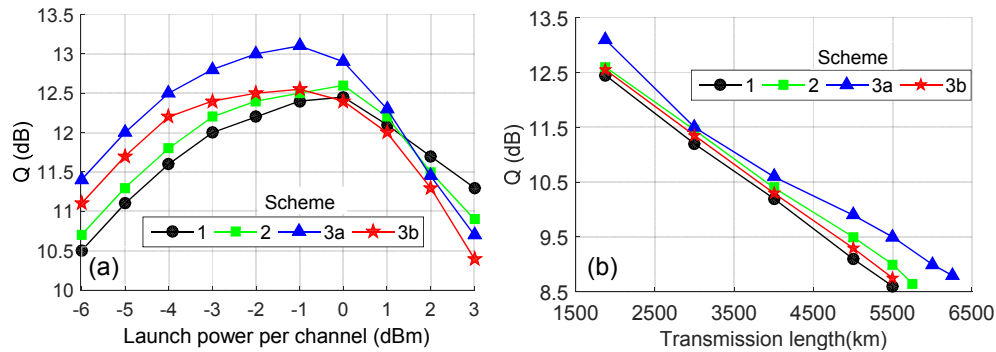 13.5
13
12.5
12
11.5
11
10.5
10
Q (dB)
Scheme
1 2 3a 3b
(a)
-6 -5 -4 -3 -2 -1 0 1 2 3
Launch power per channel (dBm)
13.5
12.5
11.5
10.5
9.5
8.5
Q (dB)
Scheme
1 2 3a 3b
(b)
1500 2500 3500 4500 5500 6500
Transmission length(km)